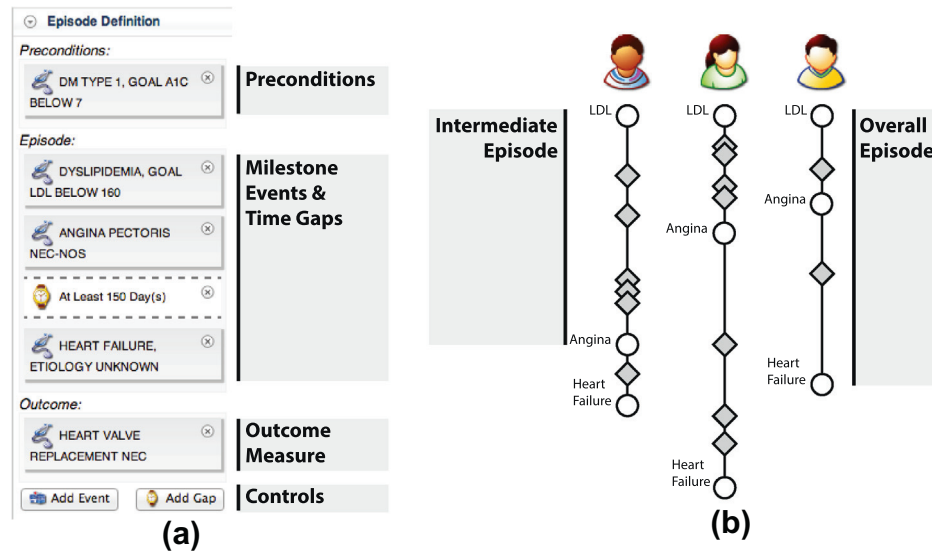 Episode Definition
Preconditions:
DM TYPE 1, GOAL A1C
BELOW 7
Preconditions
Episode:
DYSLIPIDEMIA, GOAL
LDL BELOW 160
ANGINA PECTORIS
NEC-NOS
At Least 150 Day(s)
HEART FAILURE,
ETIOLOGY UNKNOWN
Milestone
Events &
Time Gaps
Outcome:
HEART VALVE
REPLACEMENT NEC
Outcome
Measure
Add Event
Add Gap
Controls
(a)
Intermediate
Episode
LDL
Angina
Heart
Failure
LDL
Angina
Heart
Failure
LDL
Angina
Heart
Failure
Overall
Episode
(b)